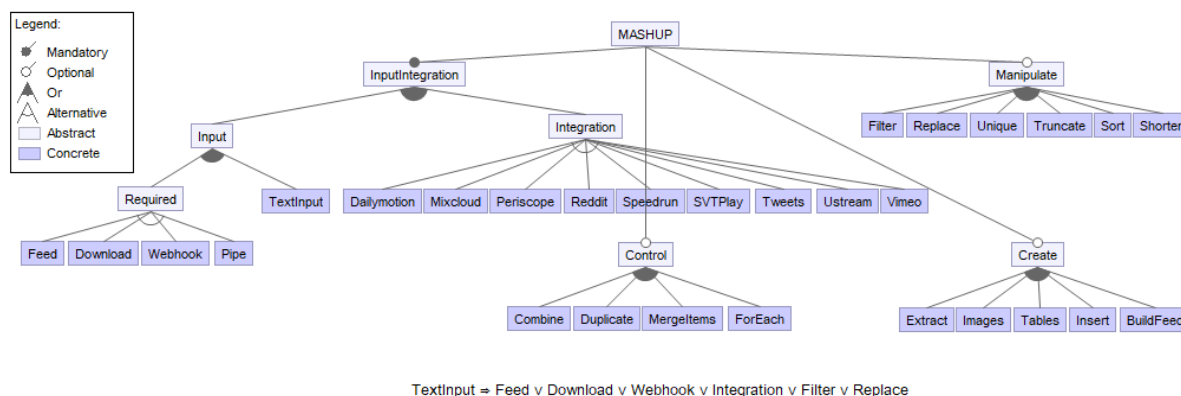 Legend:
Mandatory
Optional
Or
Alternative
Abstract
Concrete
MASHUP
InputIntegration
Manipulate
Filter Replace Unique Truncate Sort Shorten
Input
Integration
Required
TextInput
Dailymotion Mixcloud Periscope Reddit Speedrun SVTPlay Tweets Ustream Vimeo
Feed Download Webhook Pipe
Control
Create
Combine Duplicate MergeItems ForEach
Extract Images Tables Insert BuildFeed
TextInput ⇒ Feed ∨ Download ∨ Webhook ∨ Integration ∨ Filter ∨ Replace